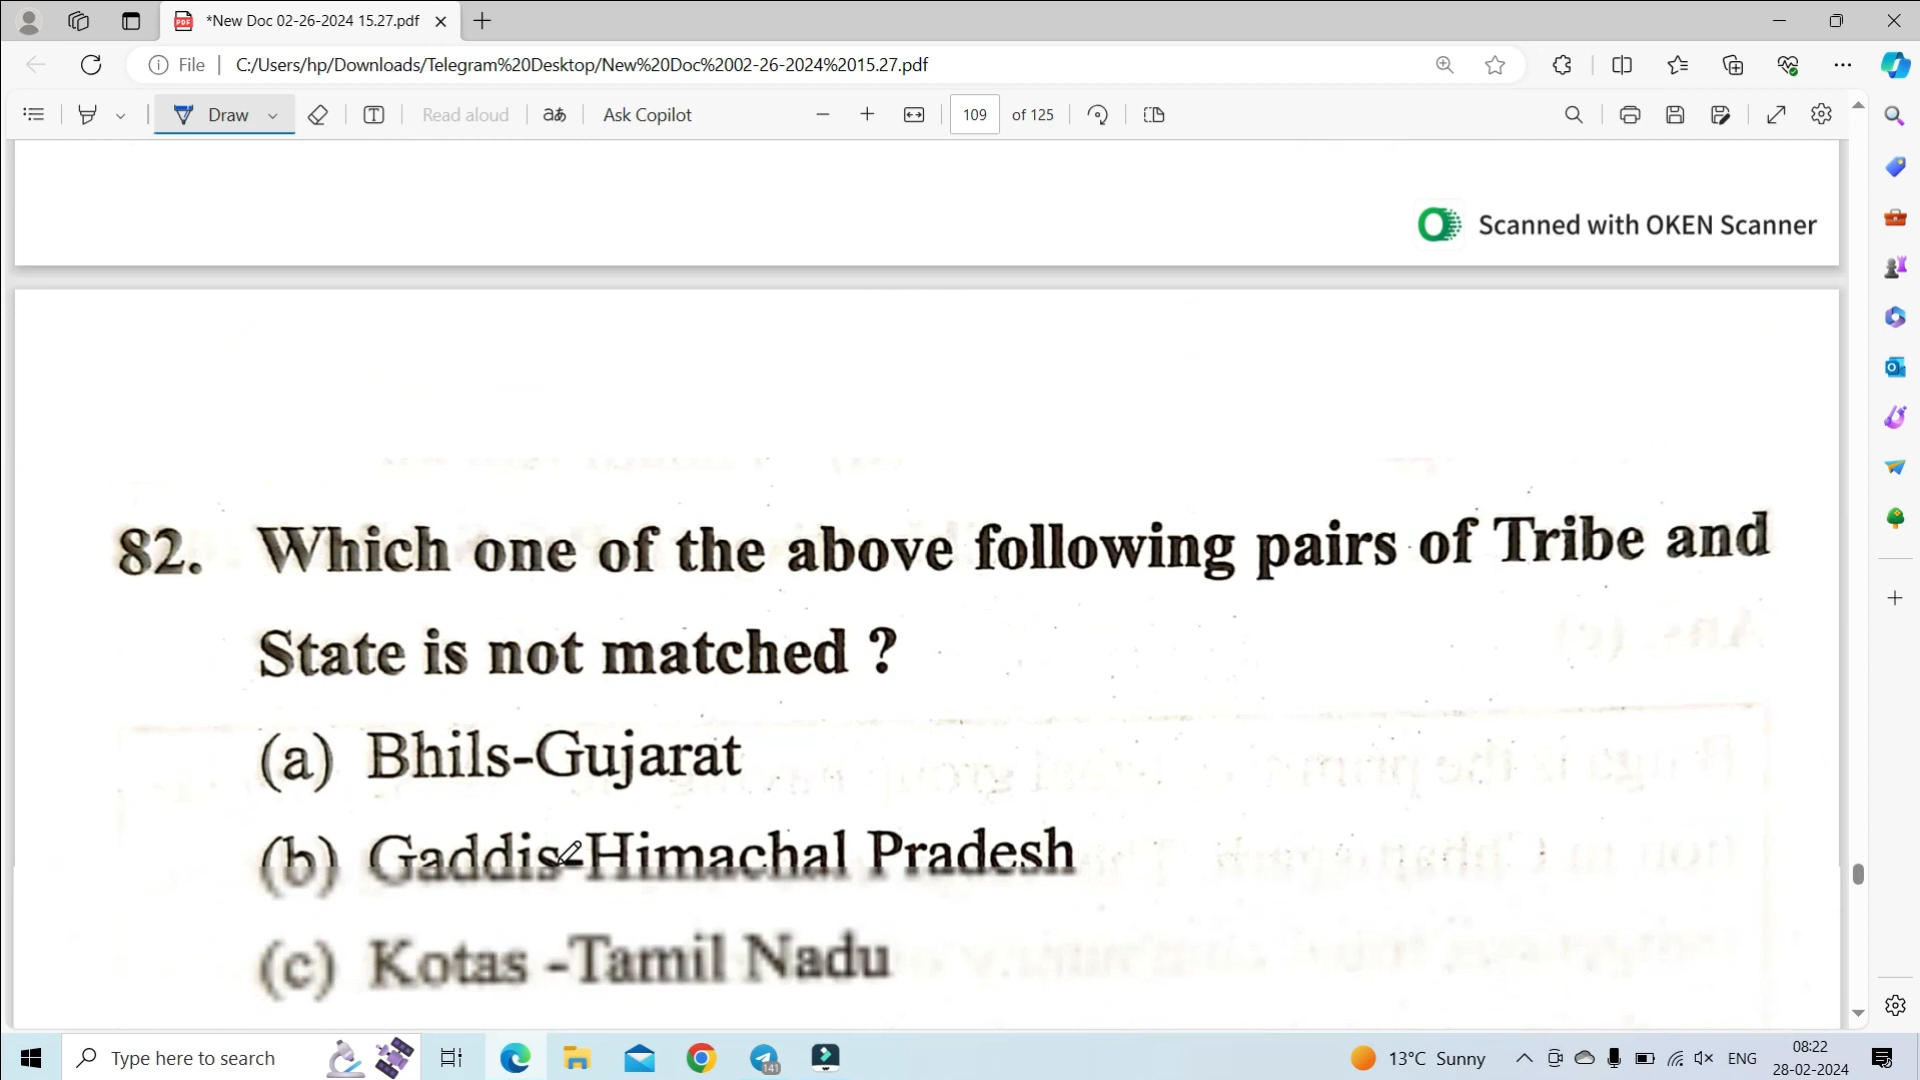 *New Doc 02-26-2024 15.27.pdf
File
C:/Users/hp/Downloads/Telegram%20Desktop/New%20Doc%2002-26-2024%2015.27.pdf
Draw
Read aloud
aあ
Ask Copilot
109
of 125
Scanned with OKEN Scanner
82. Which one of the above following pairs of Tribe and
State is not matched ?
(a) Bhils-Gujarat
(b) Gaddis-Himachal Pradesh
(c) Kotas -Tamil Nadu
Type here to search
141
13°C Sunny
ENG
08:22
28-02-2024